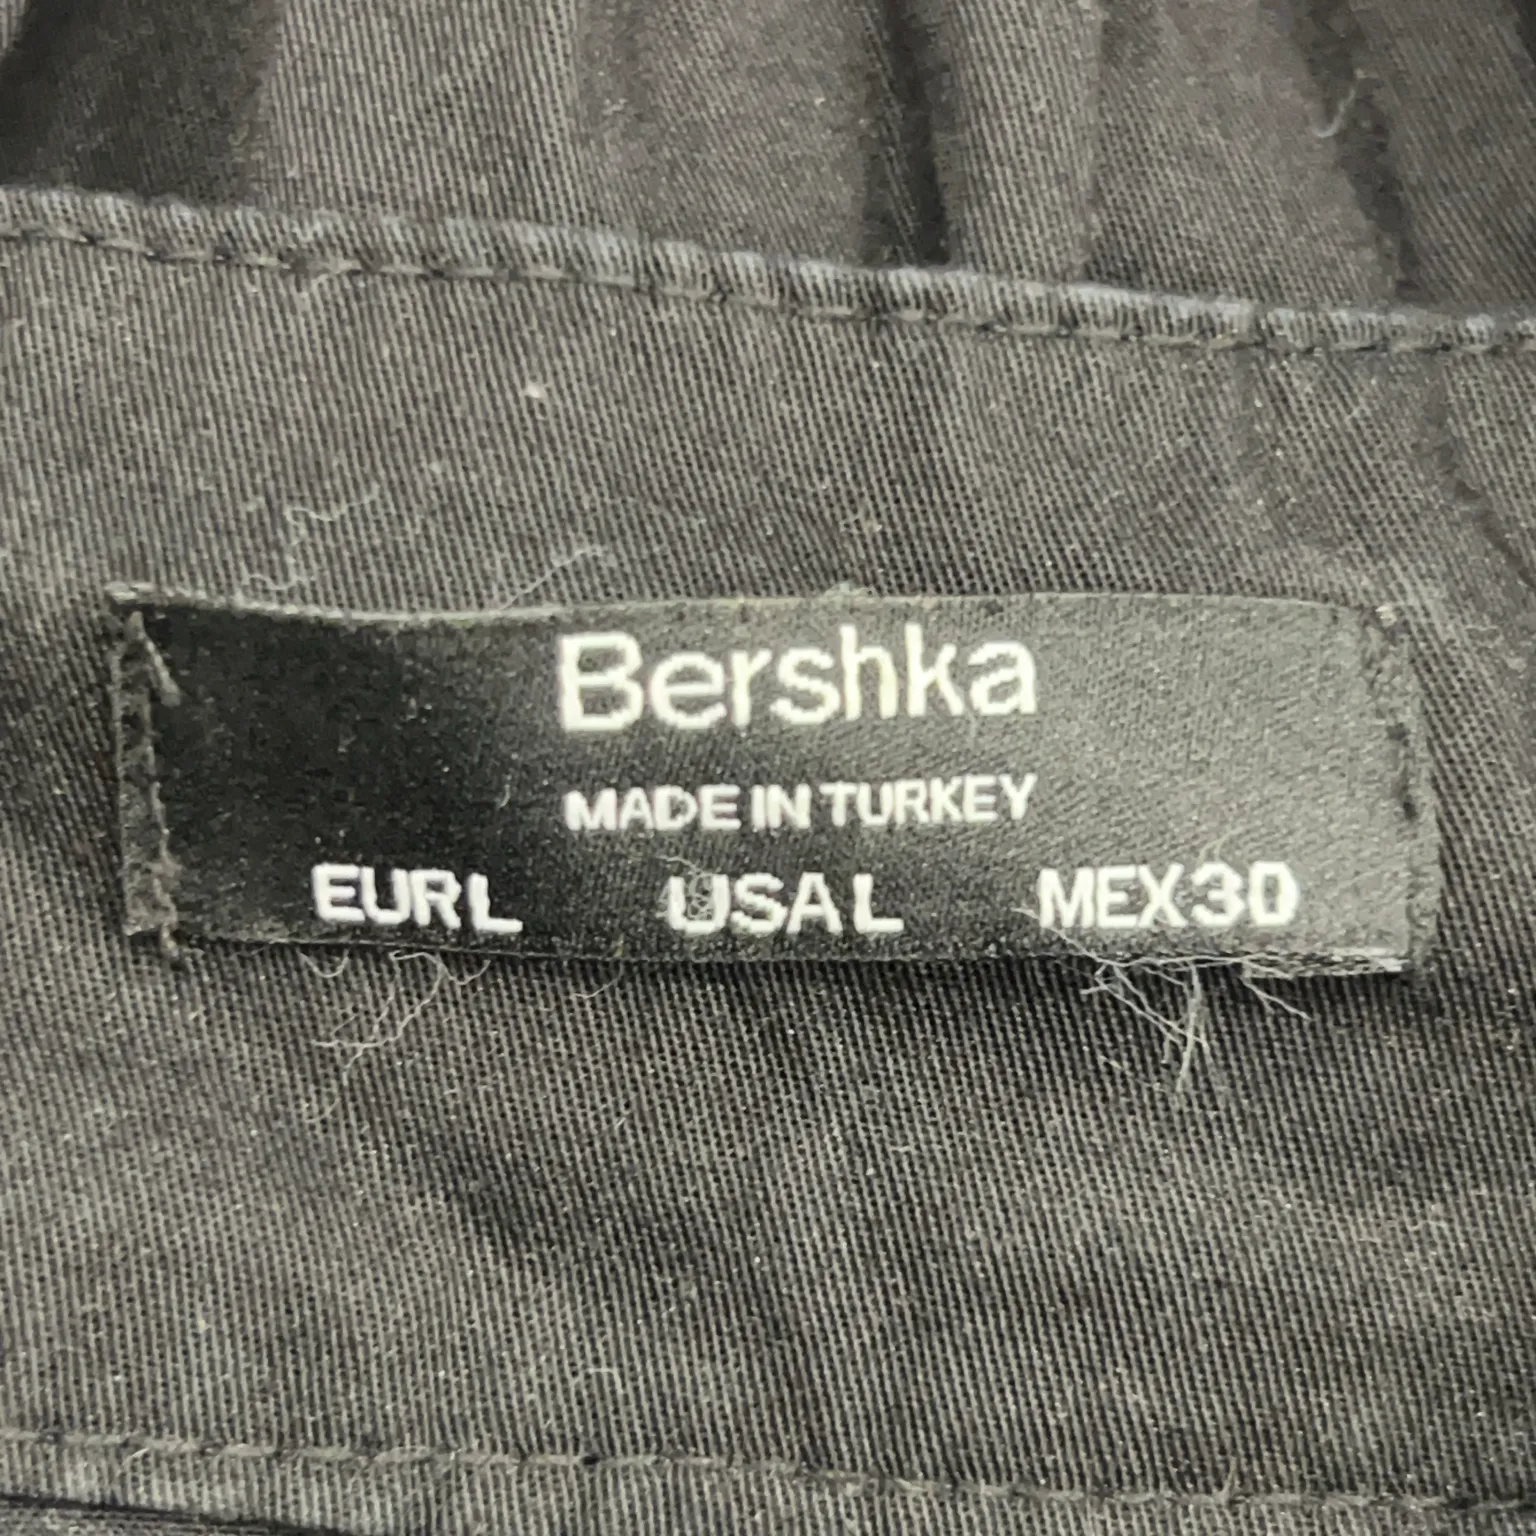 Bershka
MADE IN TURKEY
EUR L USA L MEX 30